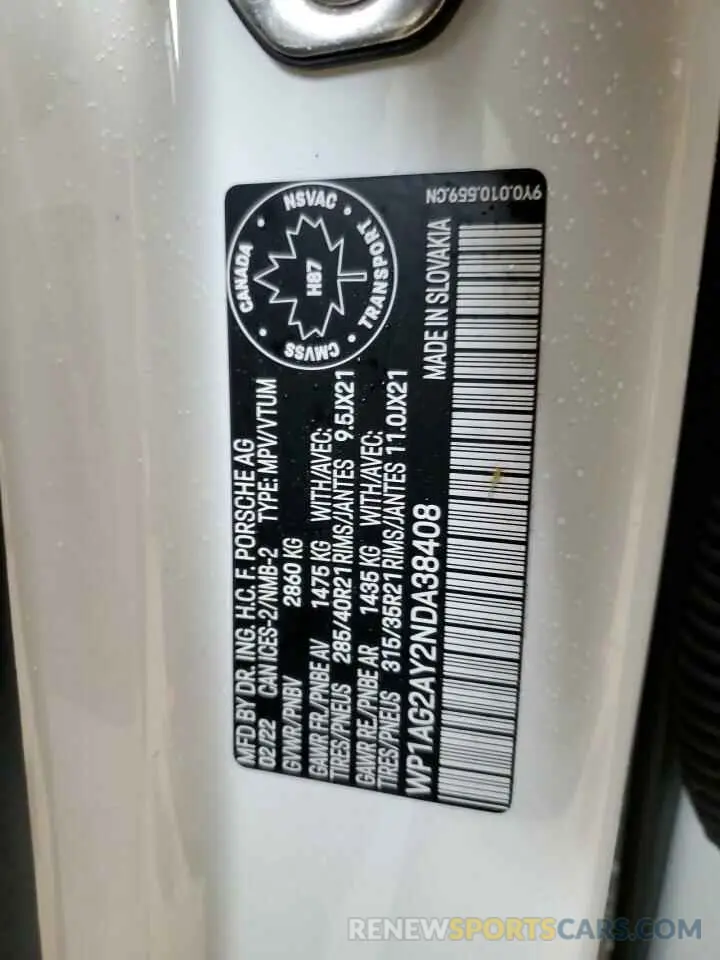 MFD BY DR. ING. H.C. F. PORSCHE AG
02/22 CAN ICES-2/NMB-2 TYPE: MPV/VTUM
GVWR/PNBV 2860 KG
GAWR FR./PNBE AV 1475 KG WITH/AVEC:
TIRES/PNEUS 285/40R21 RIMS/JANTES 9.5JX21
GAWR RE./PNBE AR 1435 KG WITH/AVEC:
TIRES/PNEUS 315/35R21 RIMS/JANTES 11.0JX21
WP1AG2AY2NDA38408 MADE IN SLOVAKIA
CANADA • NSVAC • TRANSPORT • CMVSS •
H87
9Y0.010.559.CN
RENEWSPORTSCARS.COM